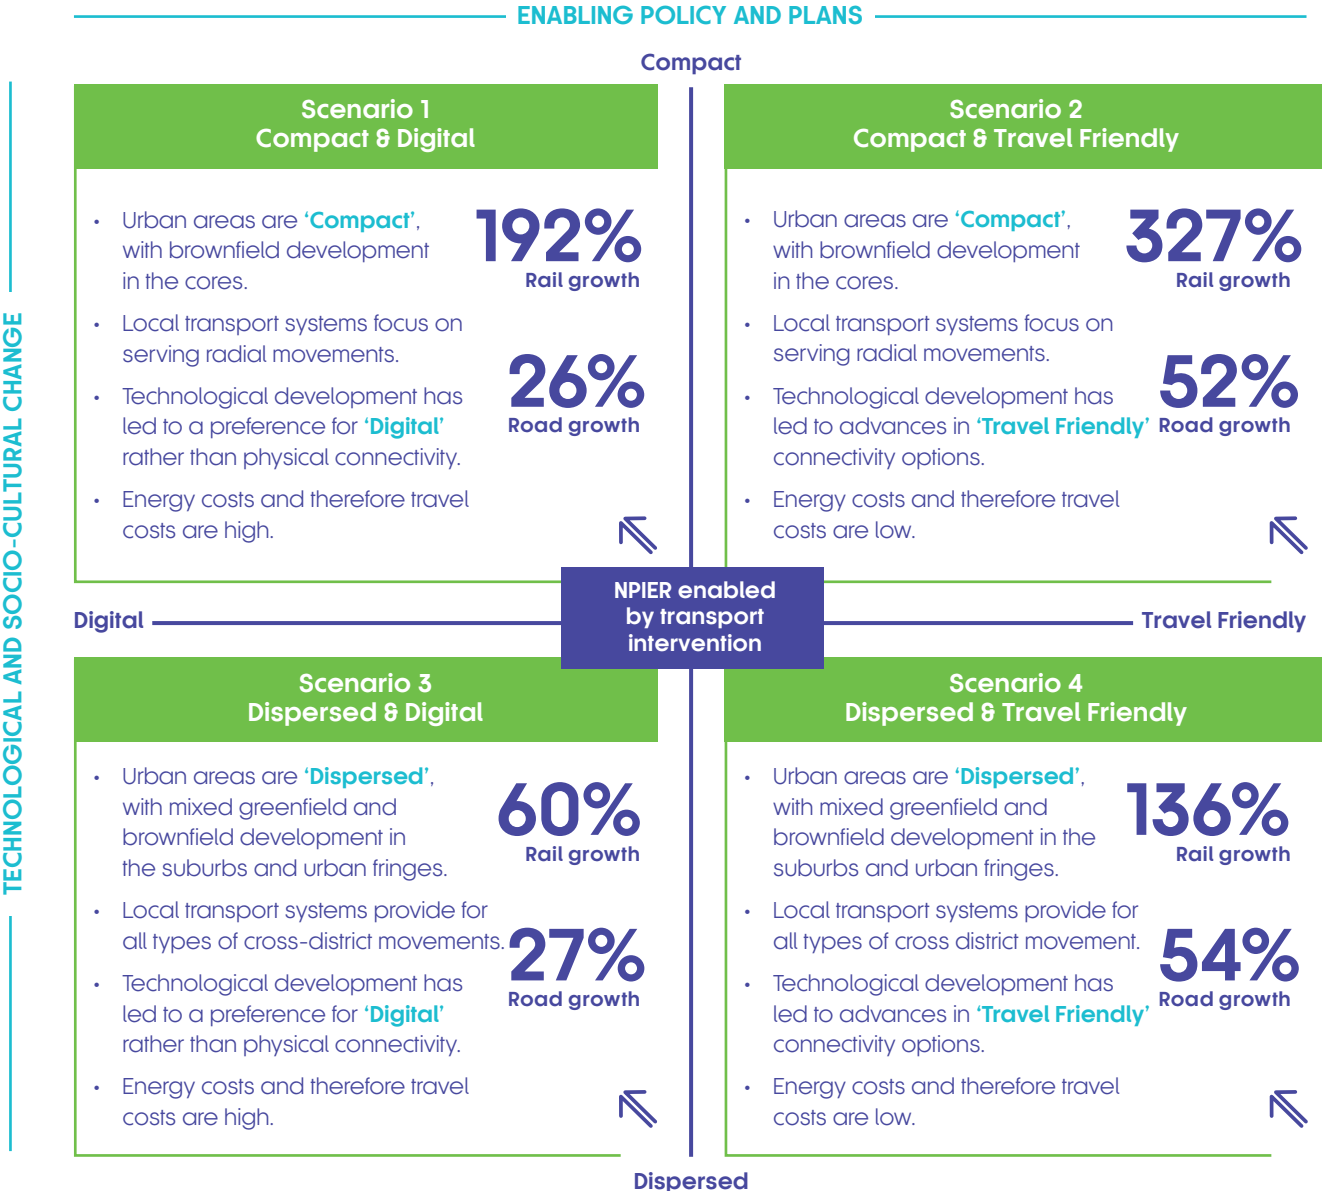 ENABLING POLICY AND PLANS
TECHNOLOGICAL AND SOCIO-CULTURAL CHANGE
Compact
Scenario 1
Compact & Digital
• Urban areas are ‘Compact’,
with brownfield development
in the cores.
• Local transport systems focus on
serving radial movements.
• Technological development has
led to a preference for ‘Digital’
rather than physical connectivity.
• Energy costs and therefore travel
costs are high.
192%
Rail growth
26%
Road growth
Scenario 2
Compact & Travel Friendly
• Urban areas are ‘Compact’,
with brownfield development
in the cores.
• Local transport systems focus on
serving radial movements.
• Technological development has
led to advances in ‘Travel Friendly’
connectivity options.
• Energy costs and therefore travel
costs are low.
327%
Rail growth
52%
Road growth
Digital
NPIER enabled
by transport
intervention
Travel Friendly
Scenario 3
Dispersed & Digital
• Urban areas are ‘Dispersed’,
with mixed greenfield and
brownfield development in
the suburbs and urban fringes.
• Local transport systems provide for
all types of cross-district movements.
• Technological development has
led to a preference for ‘Digital’
rather than physical connectivity.
• Energy costs and therefore travel
costs are high.
60%
Rail growth
27%
Road growth
Scenario 4
Dispersed & Travel Friendly
• Urban areas are ‘Dispersed’,
with mixed greenfield and
brownfield development in the
suburbs and urban fringes.
• Local transport systems provide for
all types of cross district movement.
• Technological development has
led to advances in ‘Travel Friendly’
connectivity options.
• Energy costs and therefore travel
costs are low.
136%
Rail growth
54%
Road growth
Dispersed